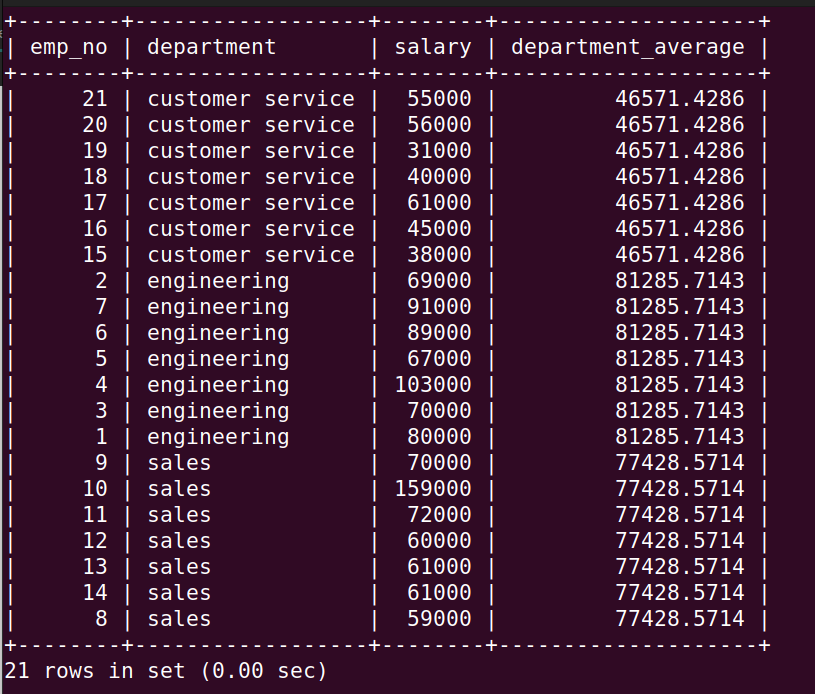 +--------+------------------+--------+--------------------+
| emp_no | department       | salary | department_average |
+--------+------------------+--------+--------------------+
|     21 | customer service |  55000 |         46571.4286 |
|     20 | customer service |  56000 |         46571.4286 |
|     19 | customer service |  31000 |         46571.4286 |
|     18 | customer service |  40000 |         46571.4286 |
|     17 | customer service |  61000 |         46571.4286 |
|     16 | customer service |  45000 |         46571.4286 |
|     15 | customer service |  38000 |         46571.4286 |
|      2 | engineering      |  69000 |         81285.7143 |
|      7 | engineering      |  91000 |         81285.7143 |
|      6 | engineering      |  89000 |         81285.7143 |
|      5 | engineering      |  67000 |         81285.7143 |
|      4 | engineering      | 103000 |         81285.7143 |
|      3 | engineering      |  70000 |         81285.7143 |
|      1 | engineering      |  80000 |         81285.7143 |
|      9 | sales            |  70000 |         77428.5714 |
|     10 | sales            | 159000 |         77428.5714 |
|     11 | sales            |  72000 |         77428.5714 |
|     12 | sales            |  60000 |         77428.5714 |
|     13 | sales            |  61000 |         77428.5714 |
|     14 | sales            |  61000 |         77428.5714 |
|      8 | sales            |  59000 |         77428.5714 |
+--------+------------------+--------+--------------------+
21 rows in set (0.00 sec)